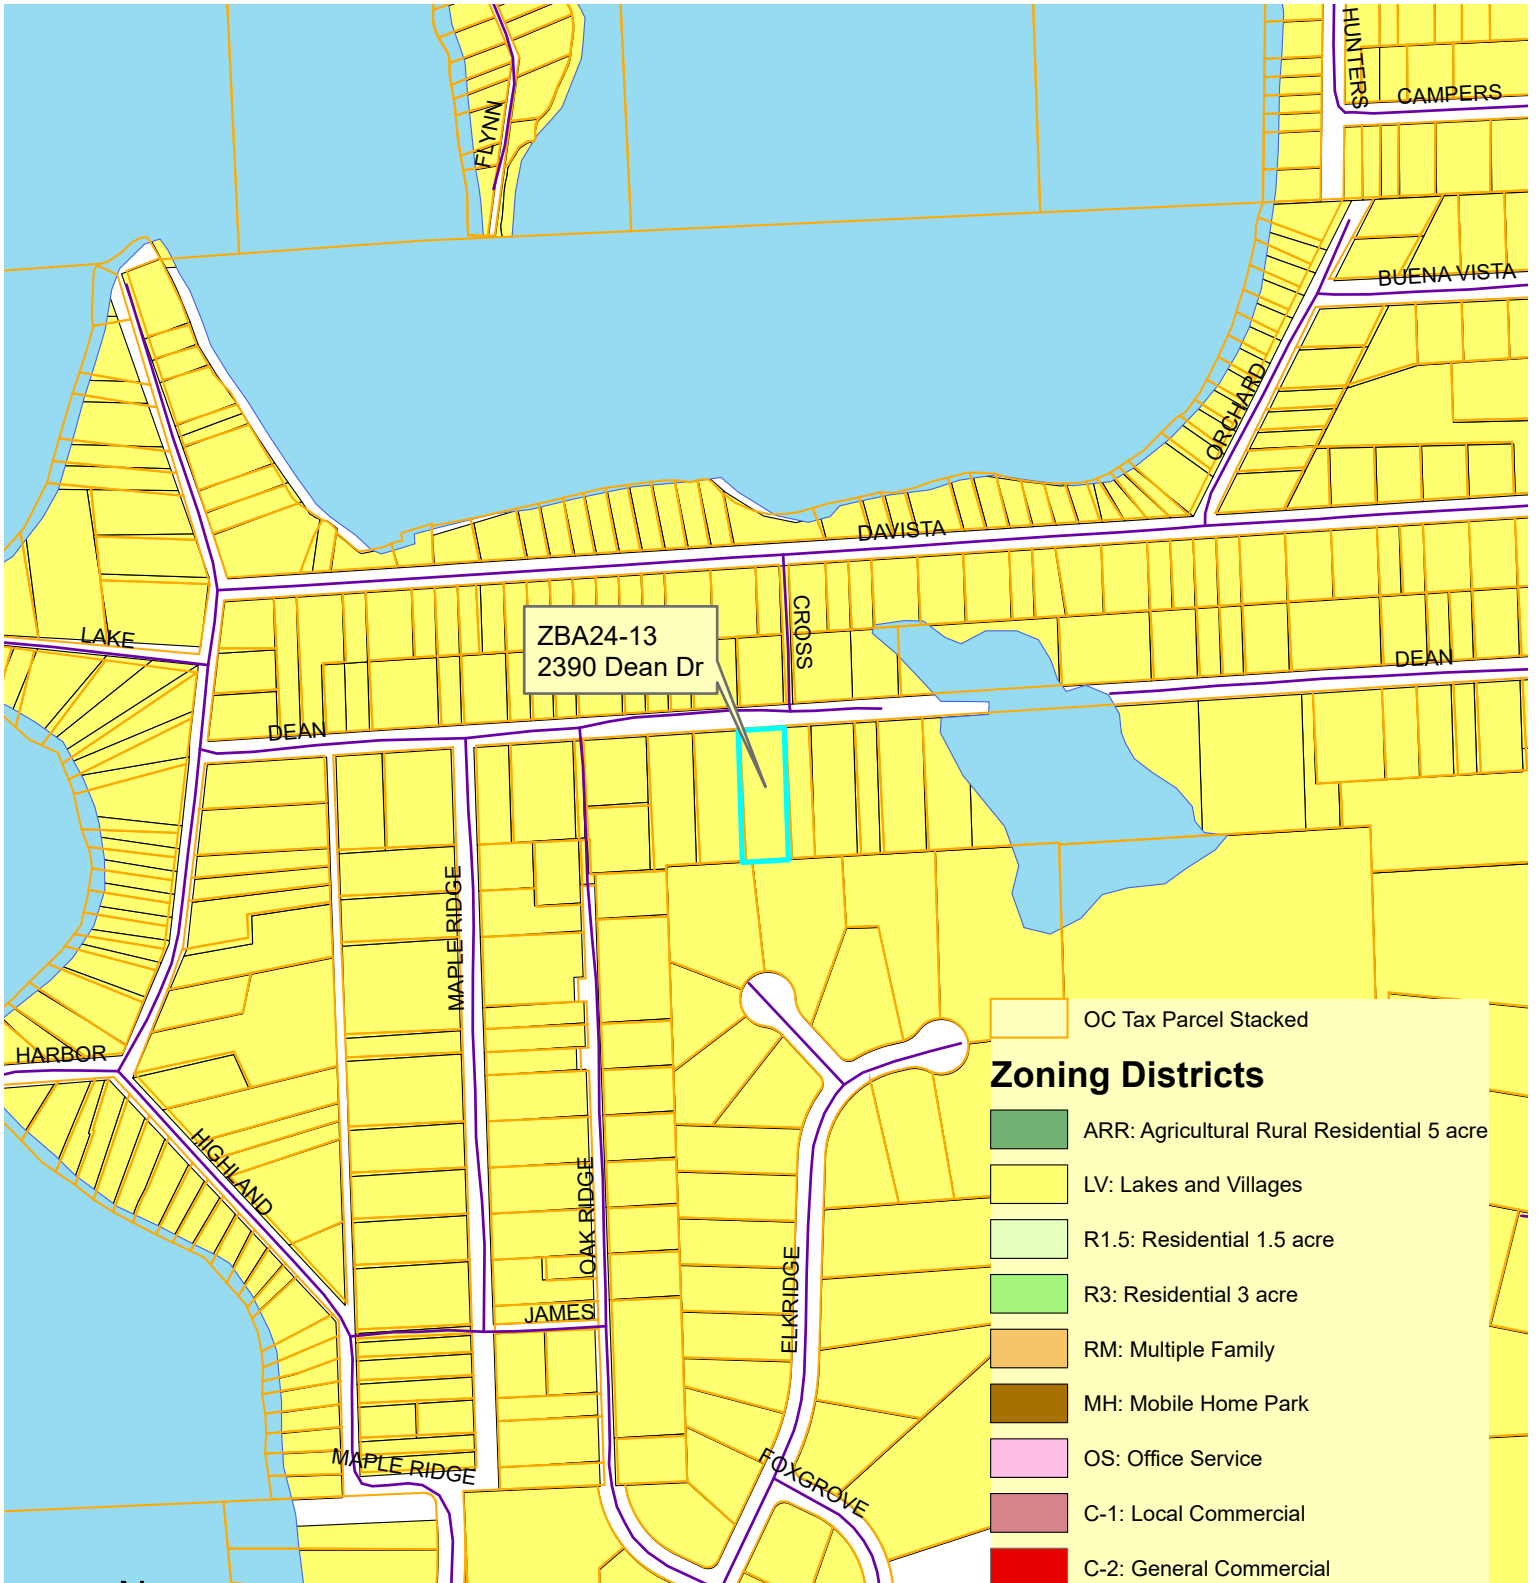 HUNTERS
CAMPERS
FLYNN
BUENA VISTA
ORCHARD
DAVISTA
CROSS
LAKE
ZBA24-13
2390 Dean Dr
DEAN
DEAN
MAPLE RIDGE
HARBOR
HIGHLAND
OAK RIDGE
ELKRIDGE
JAMES
MAPLE RIDGE
FOXGROVE
OC Tax Parcel Stacked
Zoning Districts
ARR: Agricultural Rural Residential 5 acre
LV: Lakes and Villages
R1.5: Residential 1.5 acre
R3: Residential 3 acre
RM: Multiple Family
MH: Mobile Home Park
OS: Office Service
C-1: Local Commercial
C-2: General Commercial